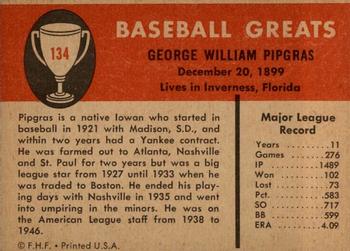 134
BASEBALL GREATS
GEORGE WILLIAM PIPGRAS
December 20, 1899
Lives in Inverness, Florida
Pipgras is a native Iowan who started in
baseball in 1921 with Madison, S.D., and
within two years had a Yankee contract.
He was farmed out to Atlanta, Nashville
and St. Paul for two years but was a big
league star from 1927 until 1933 when he
was traded to Boston. He ended his play-
ing days with Nashville in 1935 and went
into umpiring in the minors. He was on
the American League staff from 1938 to
1946.
© F.H.F. • Printed U.S.A.
Major League
Record
Years 11
Games 276
IP 1489
Won 102
Lost 73
Pct. .583
SO 717
BB 599
ERA 4.09